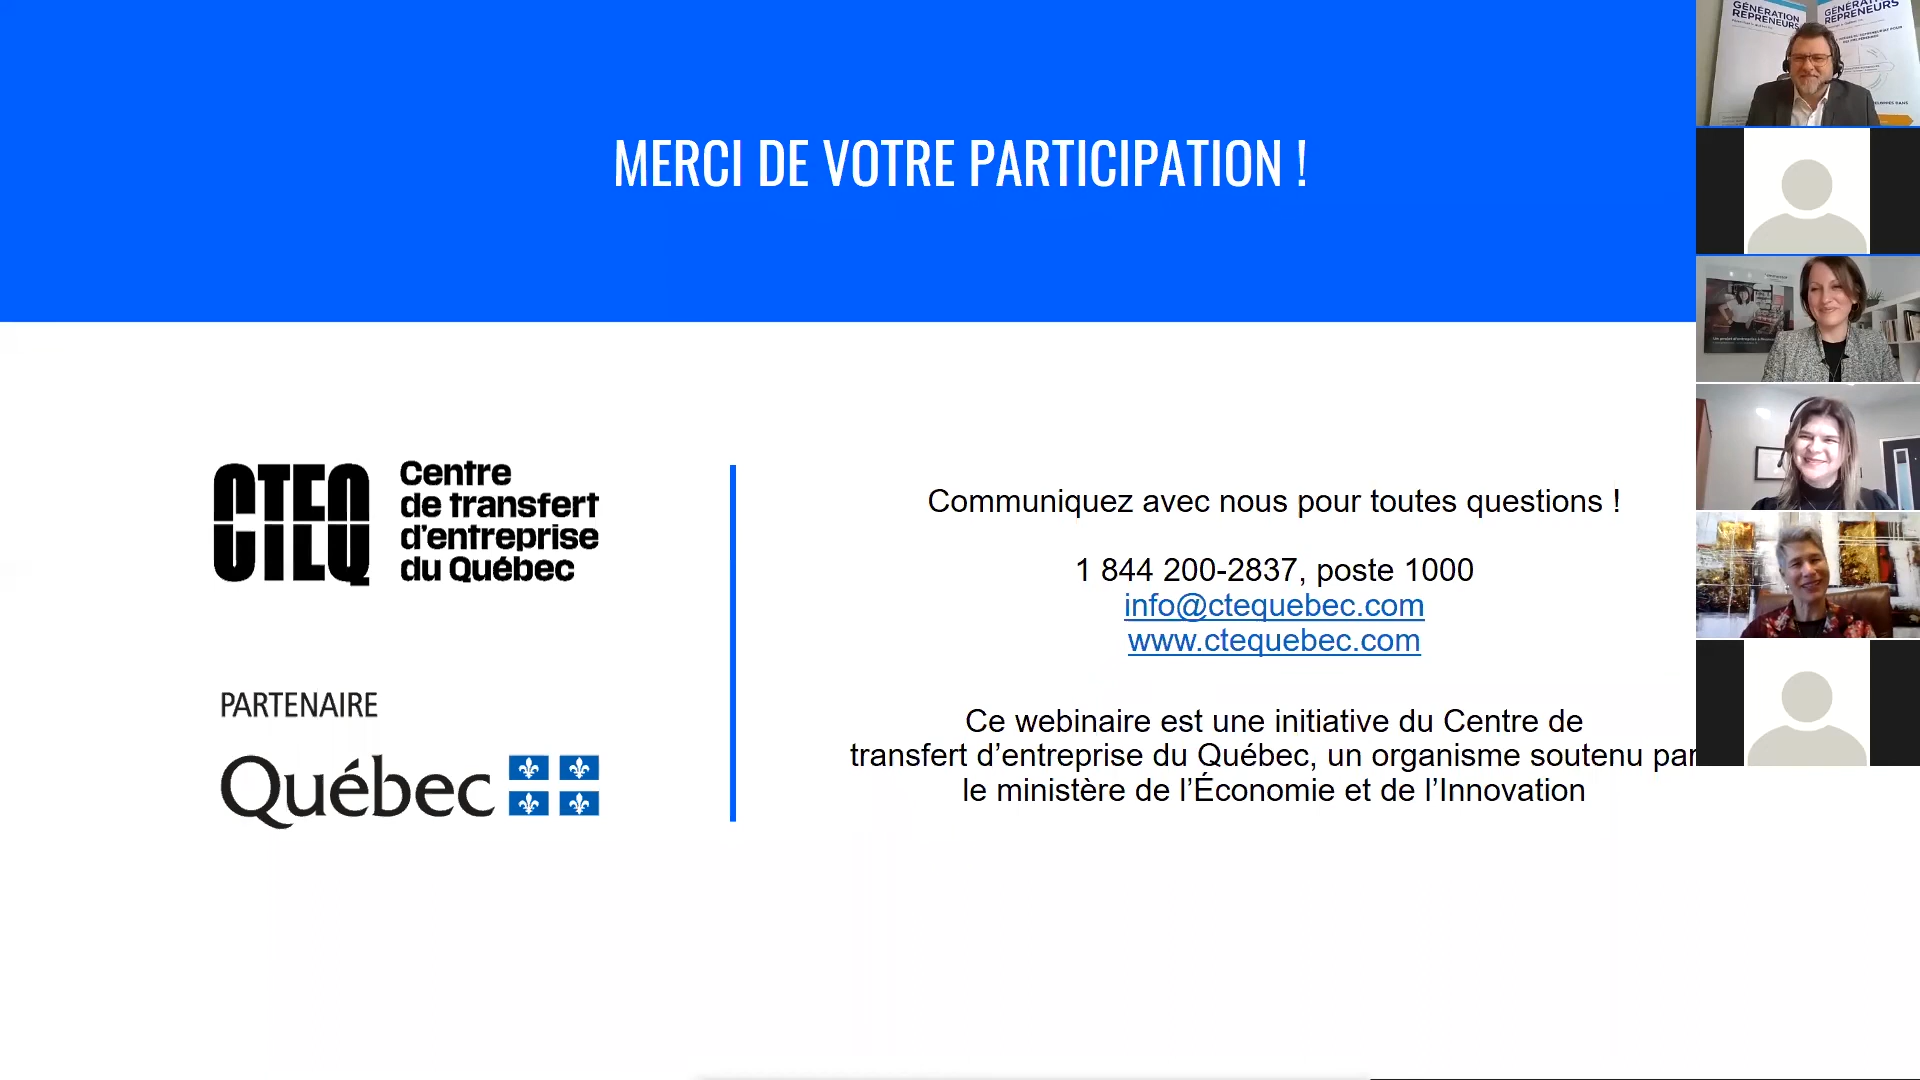 MERCI DE VOTRE PARTICIPATION !
CTEQ
Centre
de transfert
d’entreprise
du Québec
PARTENAIRE
Québec
Communiquez avec nous pour toutes questions !
1 844 200-2837, poste 1000
info@ctequebec.com
www.ctequebec.com
Ce webinaire est une initiative du Centre de
transfert d’entreprise du Québec, un organisme soutenu par
le ministère de l’Économie et de l’Innovation
GÉNÉRATION
REPRENEURS
GÉNÉRATION
REPRENEURS